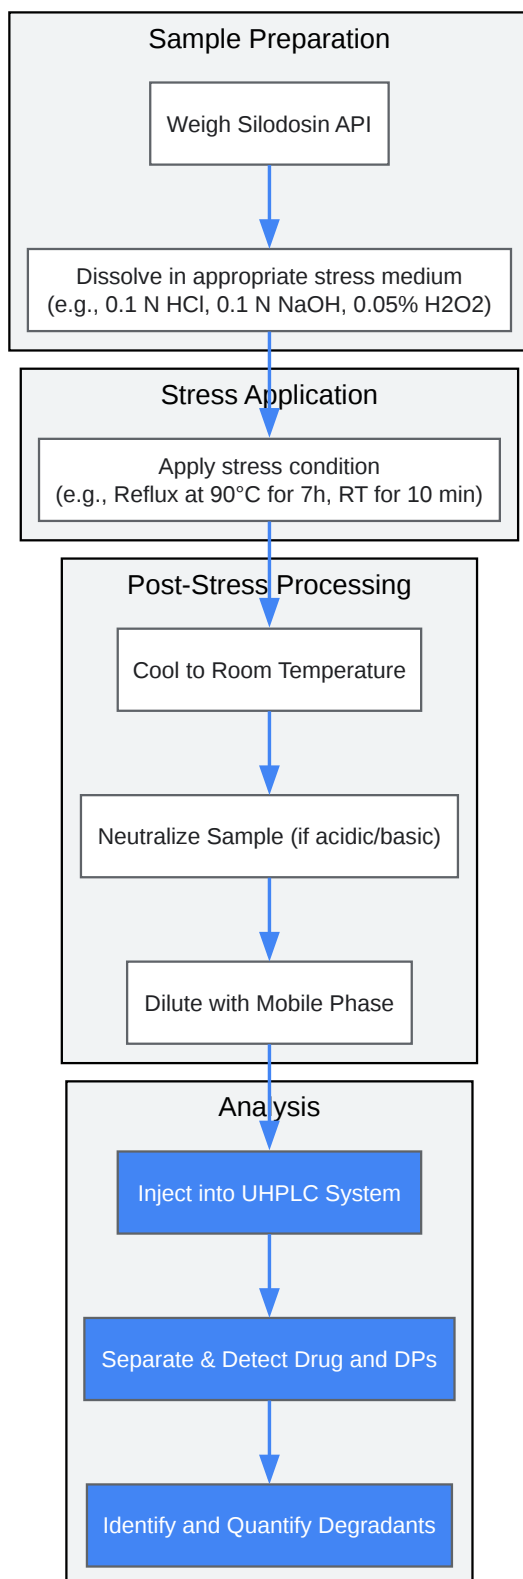 Sample Preparation
Weigh Silodosin API
Dissolve in appropriate stress medium
(e.g., 0.1 N HCl, 0.1 N NaOH, 0.05% H2O2)
Stress Application
Apply stress condition
(e.g., Reflux at 90°C for 7h, RT for 10 min)
Post-Stress Processing
Cool to Room Temperature
Neutralize Sample (if acidic/basic)
Dilute with Mobile Phase
Analysis
Inject into UHPLC System
Separate & Detect Drug and DPs
Identify and Quantify Degradants